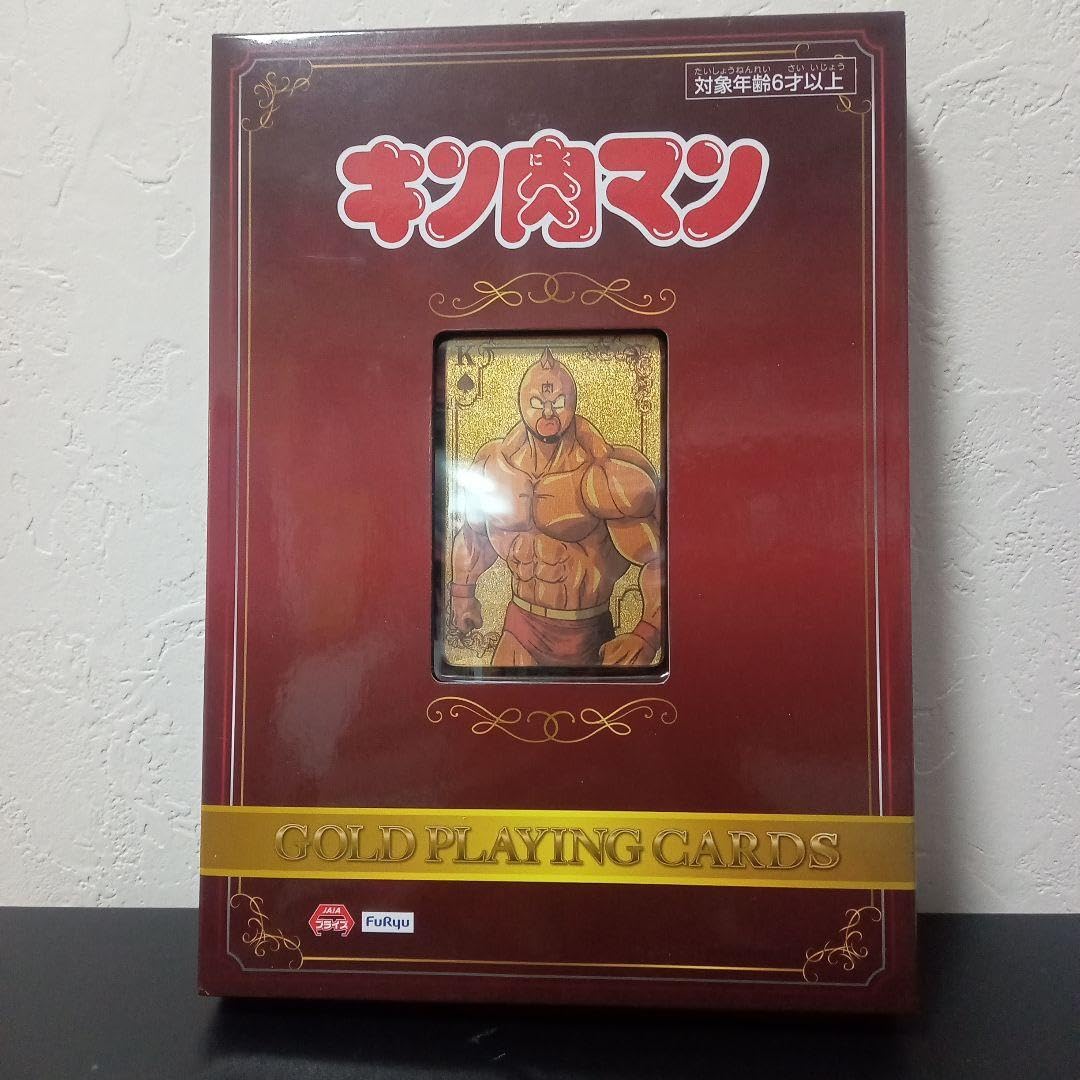 たいしょうねんれい さい いじょう
対象年齢6才以上
にく
キン肉マン
K
肉
GOLD PLAYING CARDS
JAIA
プライズ
FuRyu